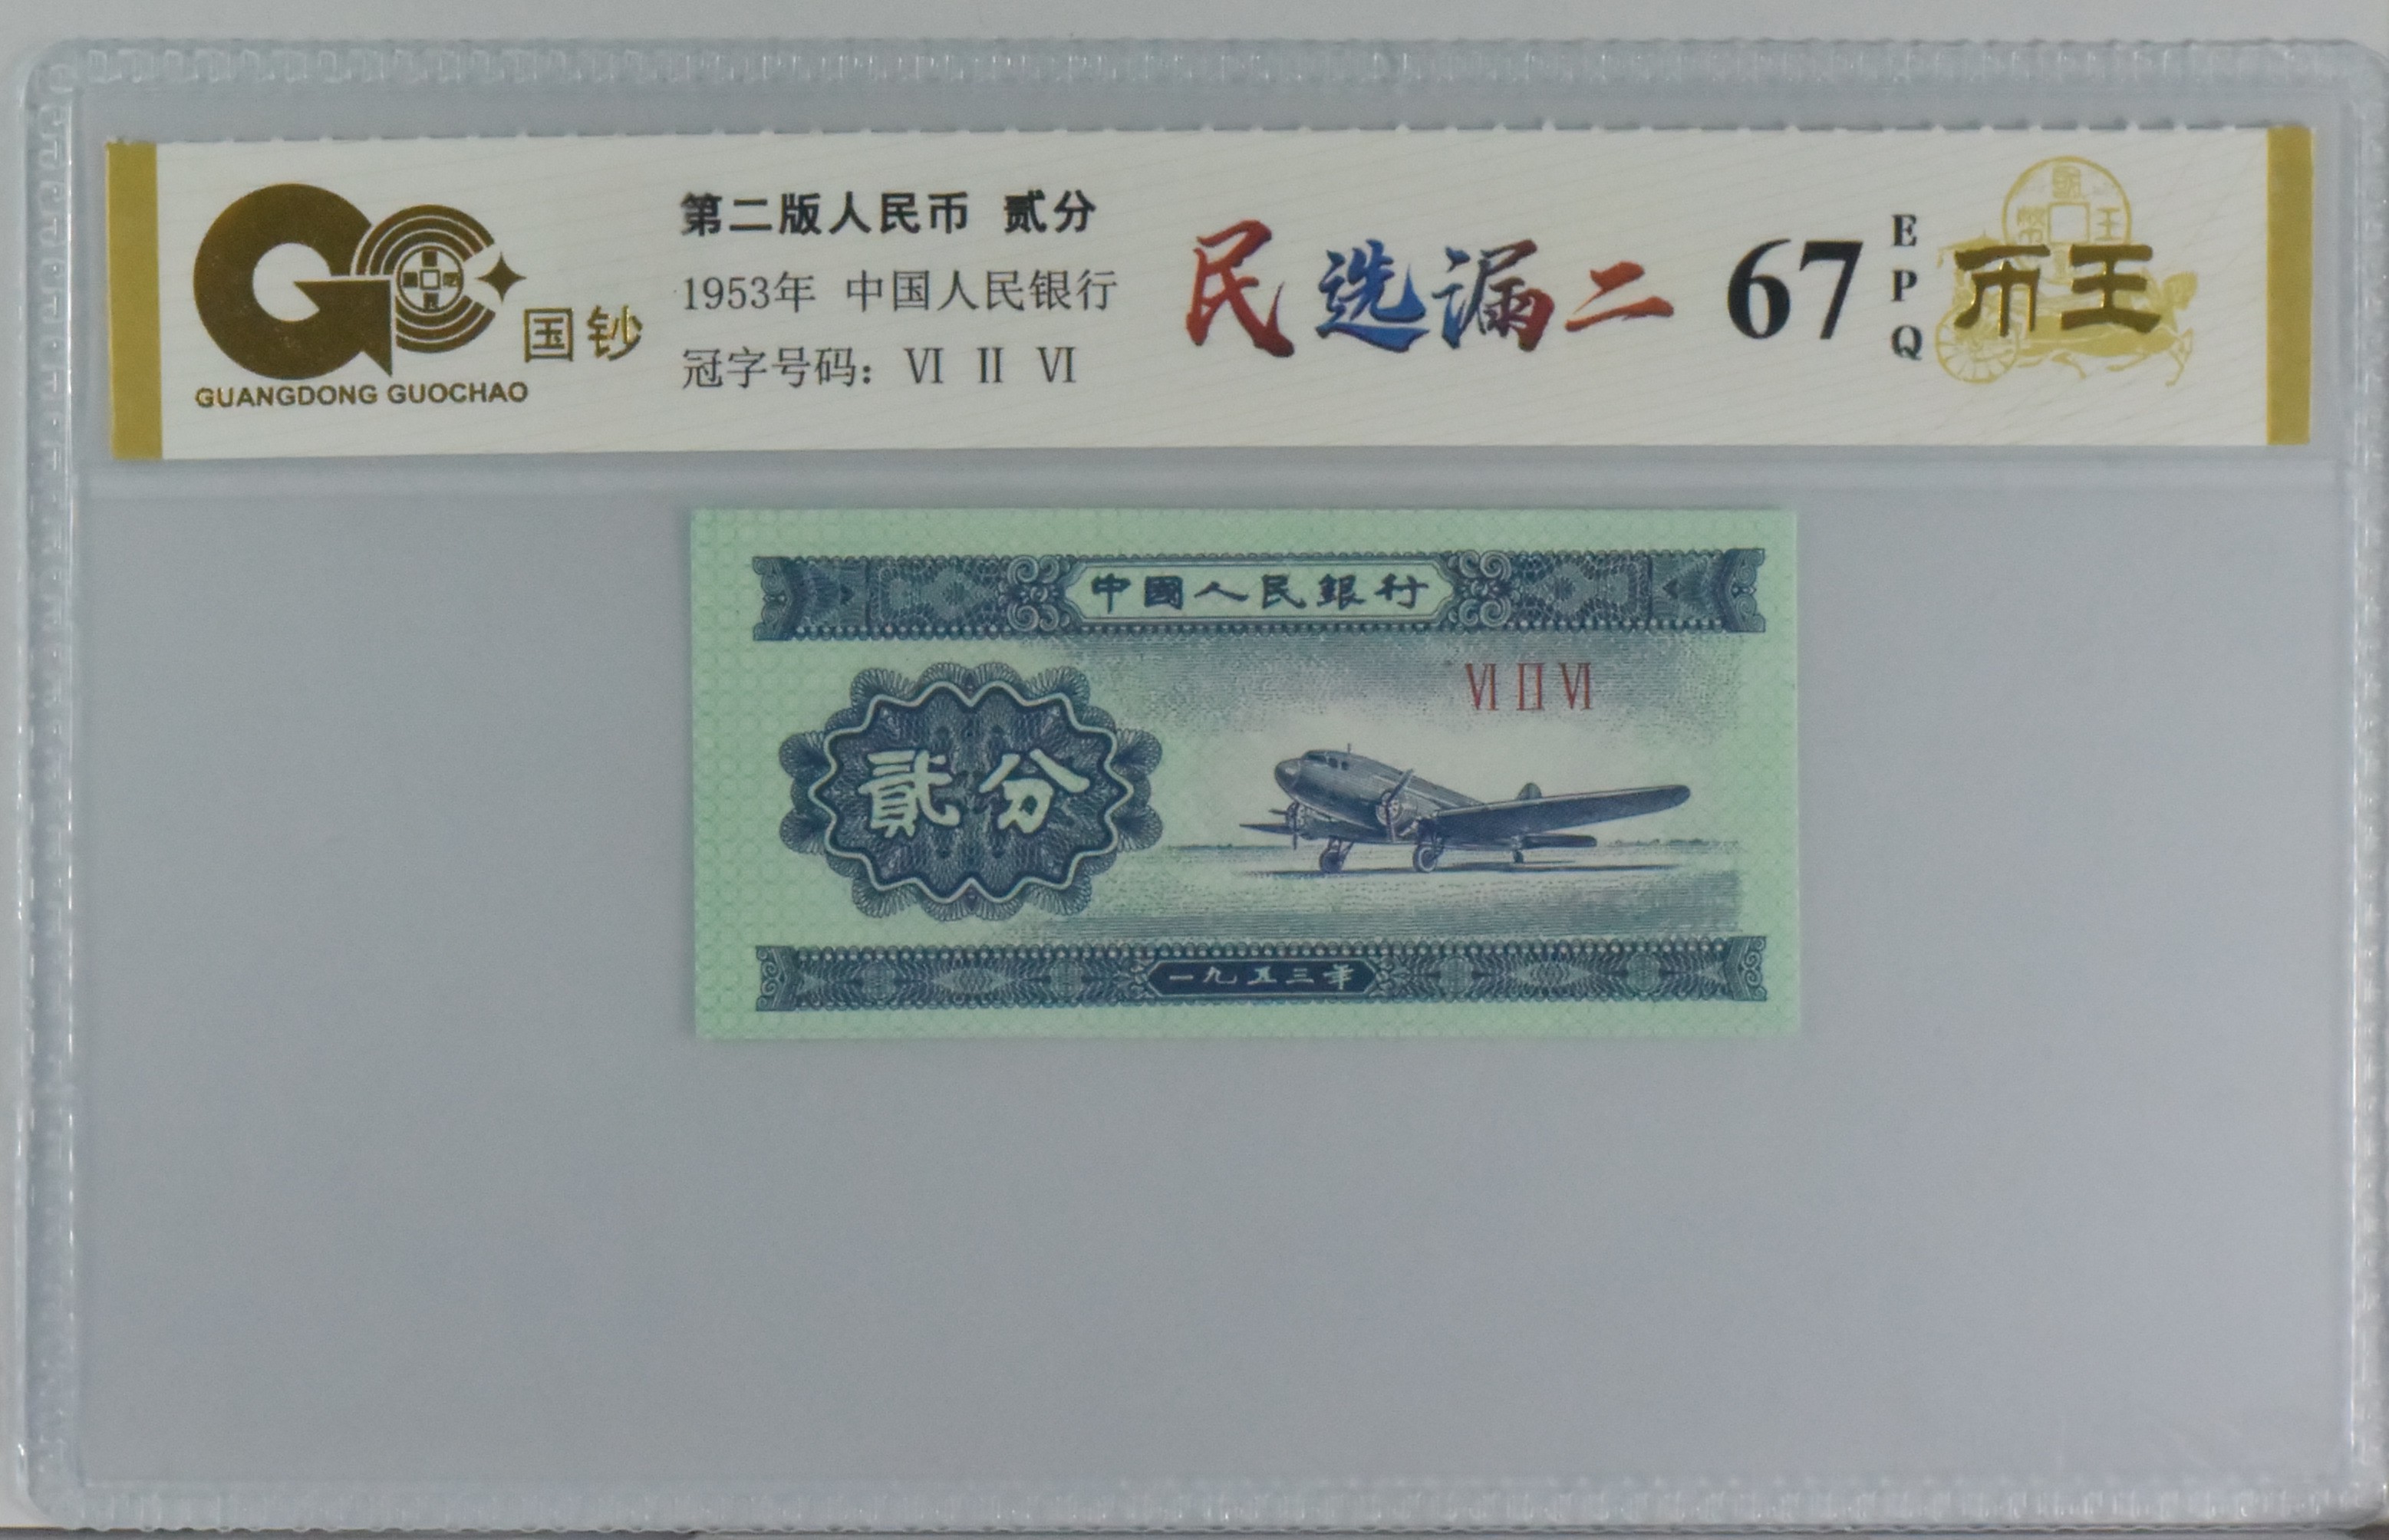 国钞
GUANGDONG GUOCHAO
第二版人民币 贰分
1953年 中国人民银行
冠字号码：Ⅵ Ⅱ Ⅵ
民选漏二
67
EPQ
币王
中國人民銀行
Ⅵ Ⅱ Ⅵ
貳分
一九五三年